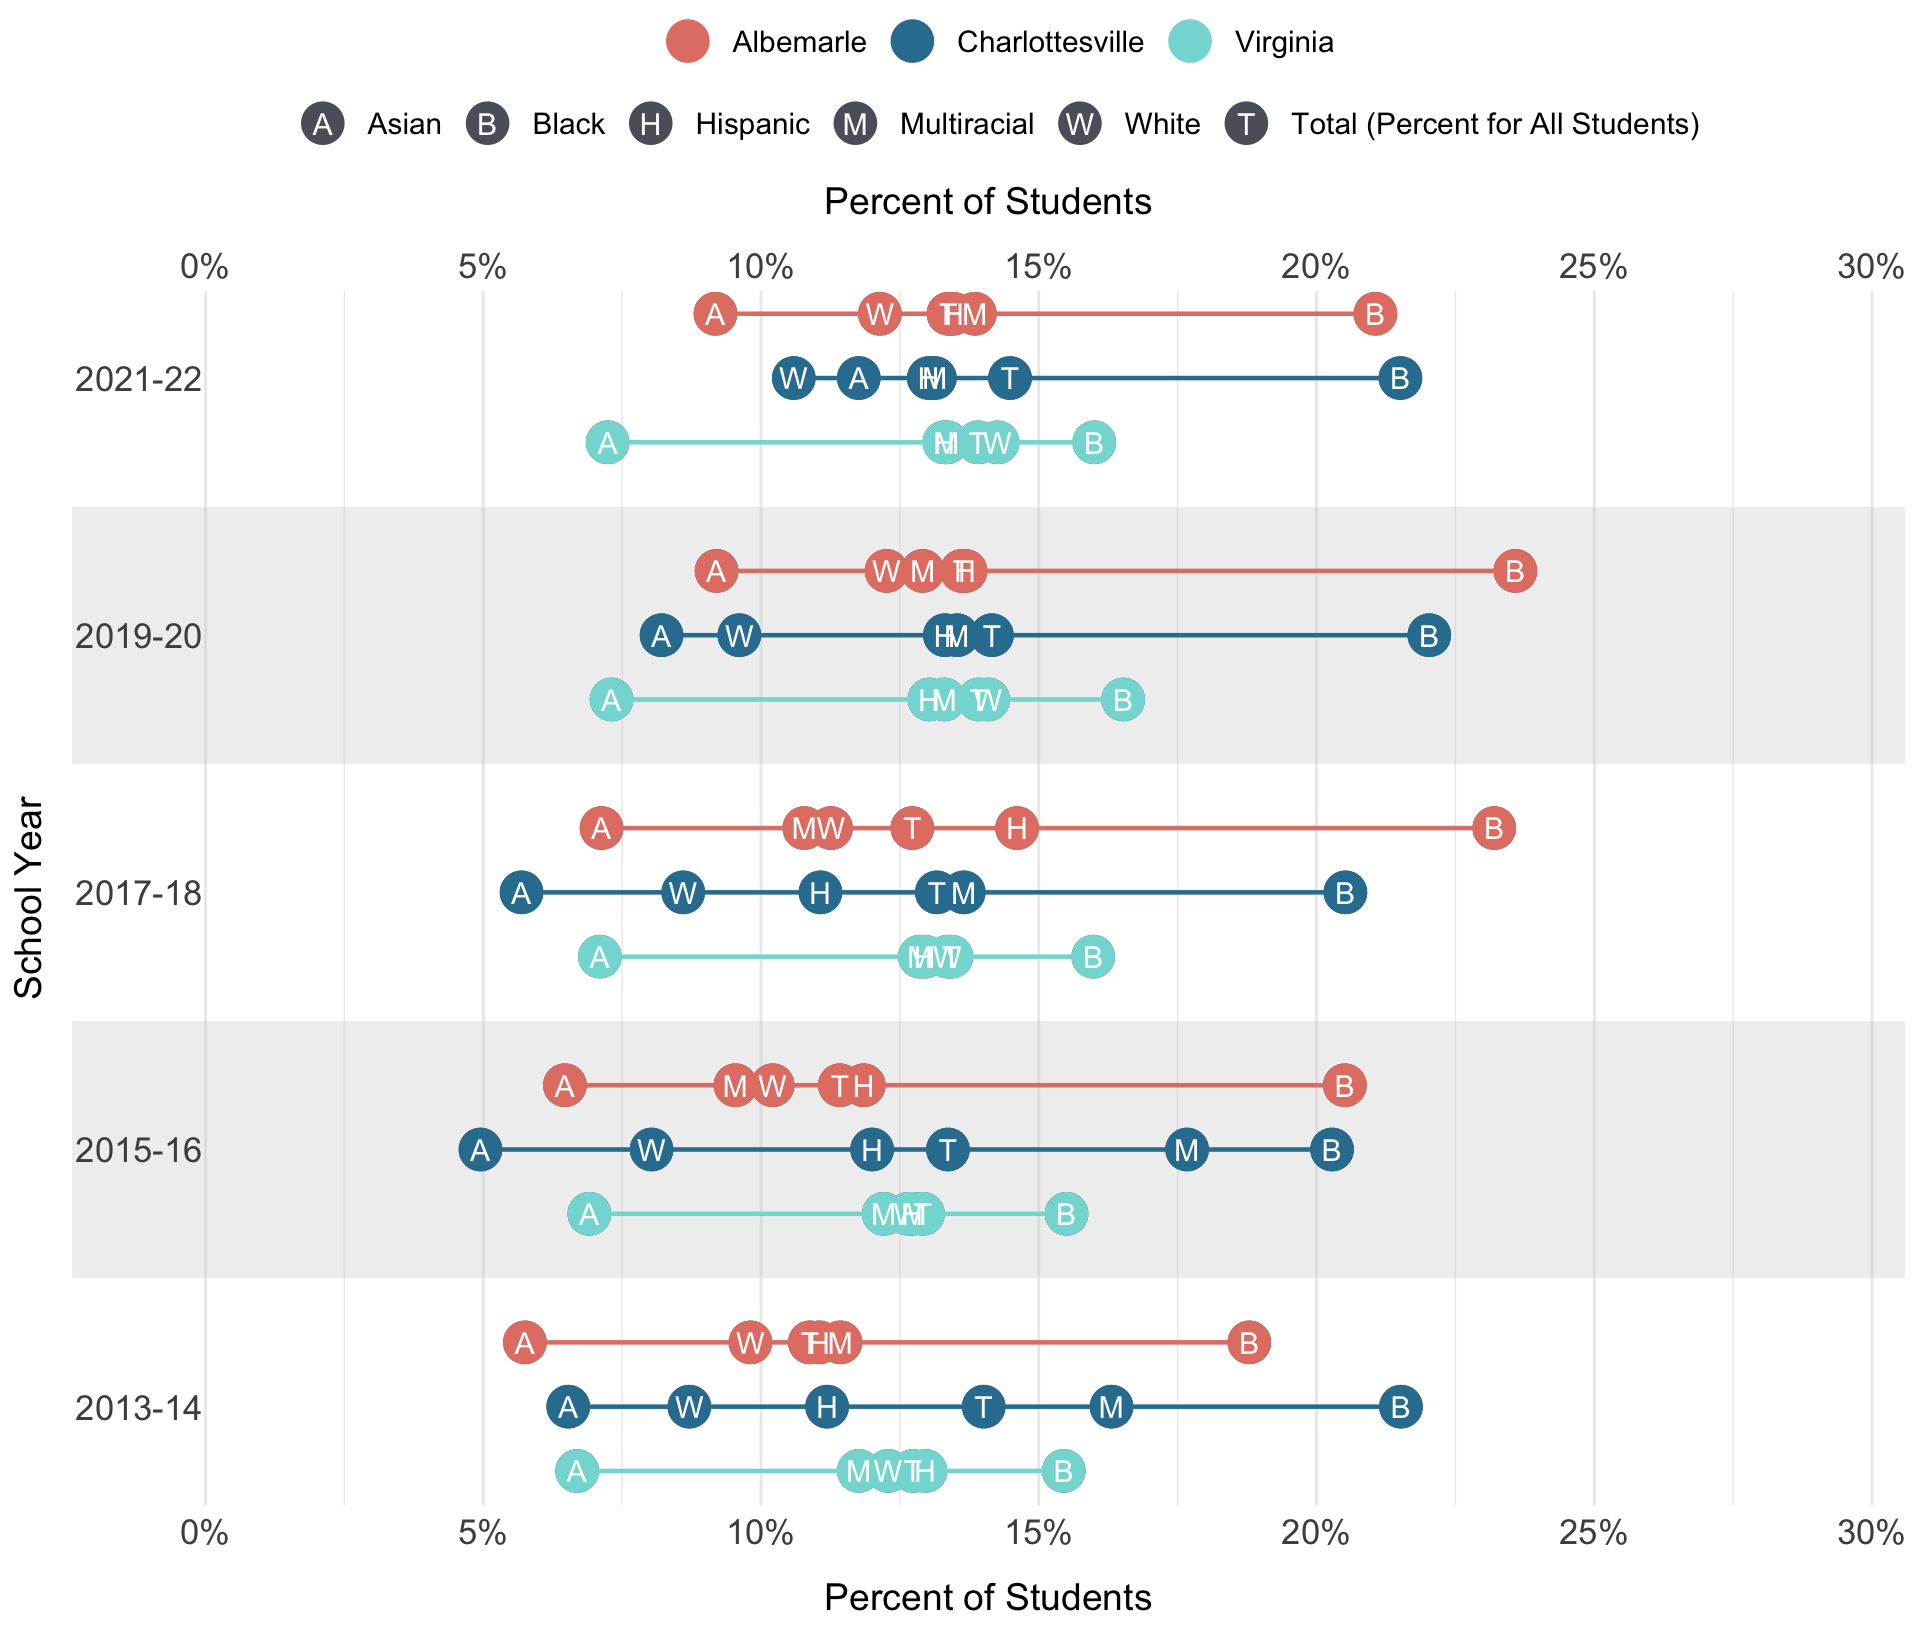 Albemarle Charlottesville Virginia
A Asian B Black H Hispanic M Multiracial W White T Total (Percent for All Students)
Percent of Students
0% 5% 10% 15% 20% 25% 30%
A W T H M B
2021-22 W A H M T B
A H M T W B
A W M T H B
2019-20 A W H M T B
A H M T W B
School Year
A M W T H B
2017-18 A W H T M B
A M H W T B
A M W T H B
2015-16 A W H T M B
A M W H T B
A W T H M B
2013-14 A W H T M B
A M W T H B
0% 5% 10% 15% 20% 25% 30%
Percent of Students